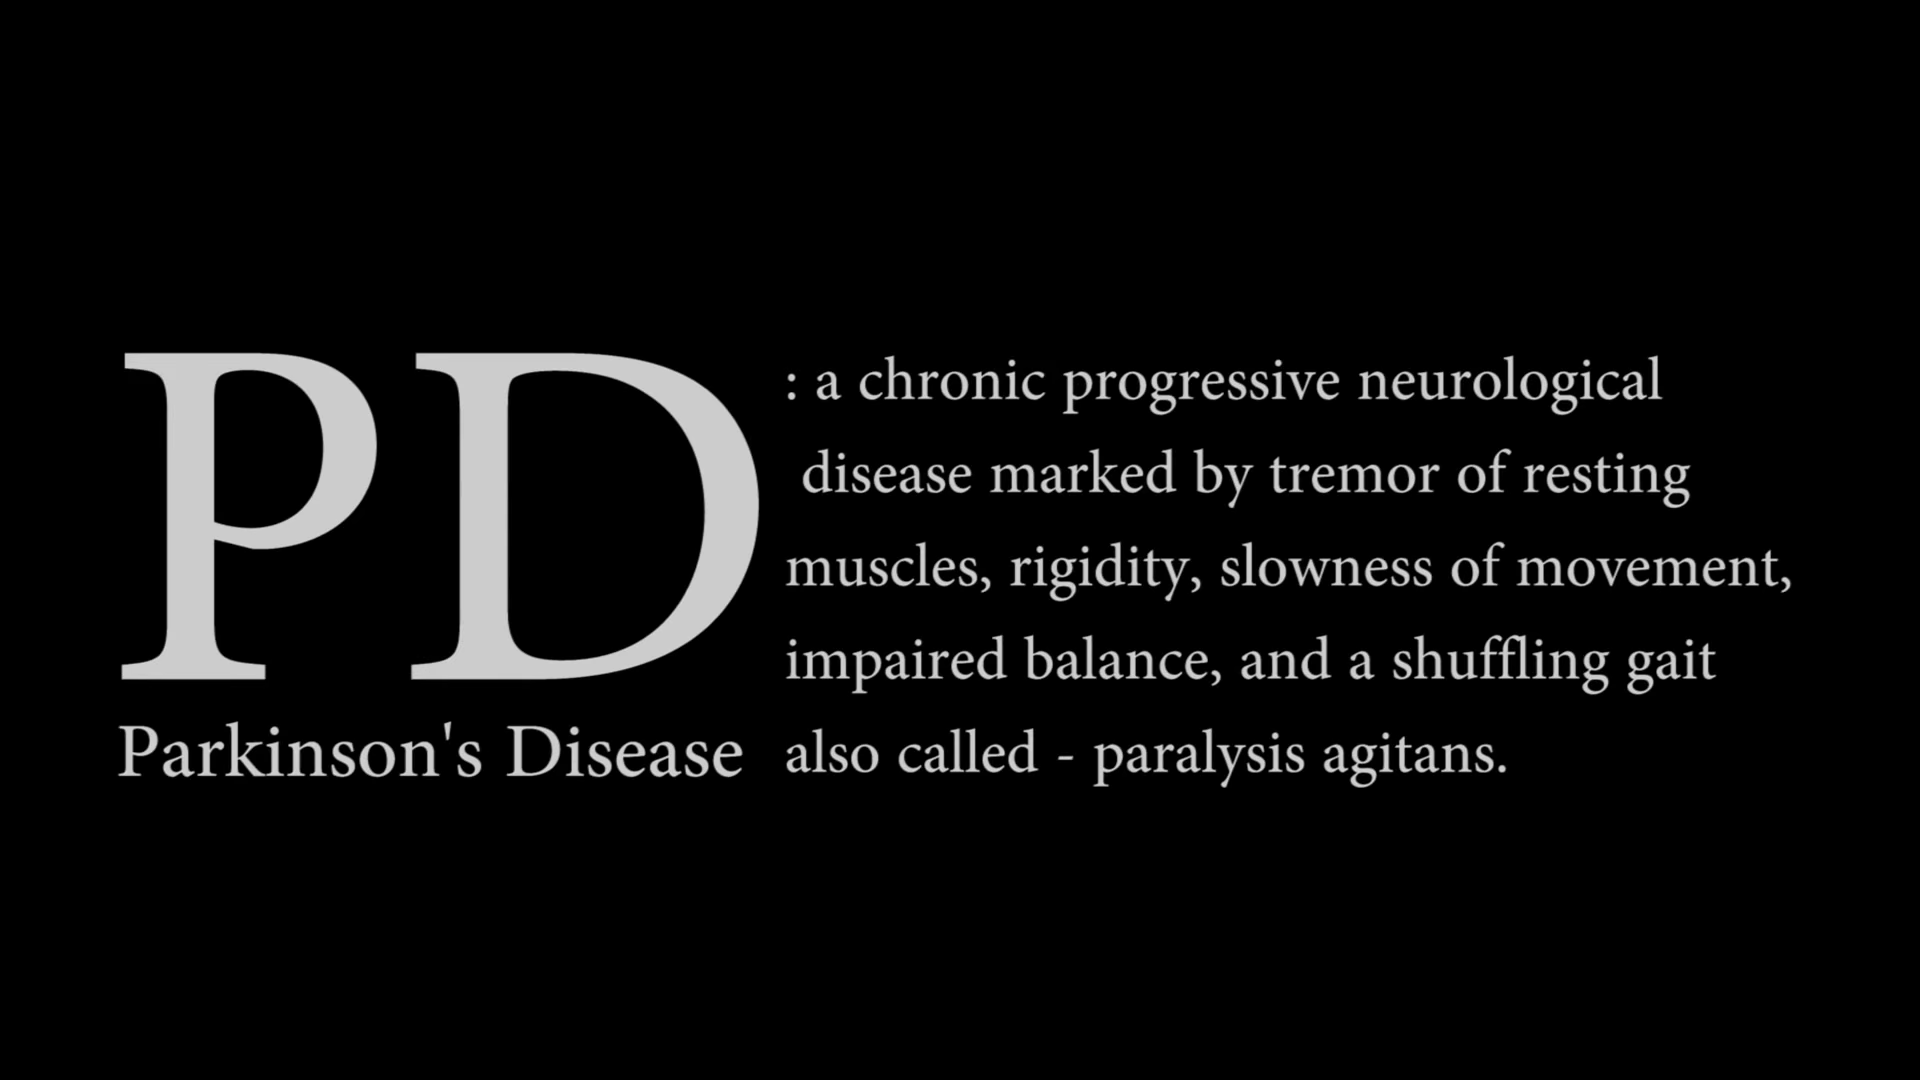 PD
Parkinson's Disease
: a chronic progressive neurological
disease marked by tremor of resting
muscles, rigidity, slowness of movement,
impaired balance, and a shuffling gait
also called - paralysis agitans.